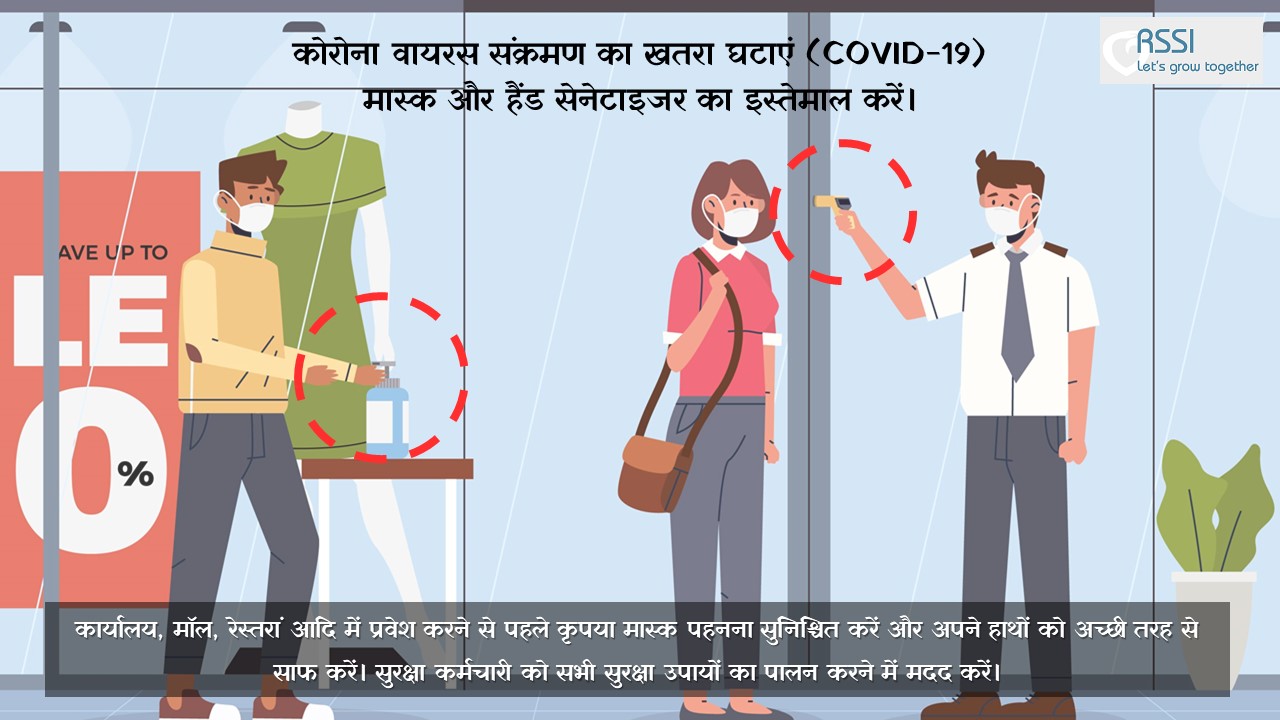 कोरोना वायरस संक्रमण का खतरा घटाएं (COVID-19)
मास्क और हैंड सेनेटाइजर का इस्तेमाल करें।
RSSI
Let's grow together
AVE UP TO
LE
0%
कार्यालय, मॉल, रेस्तरां आदि में प्रवेश करने से पहले कृपया मास्क पहनना सुनिश्चित करें और अपने हाथों को अच्छी तरह से
साफ करें। सुरक्षा कर्मचारी को सभी सुरक्षा उपायों का पालन करने में मदद करें।